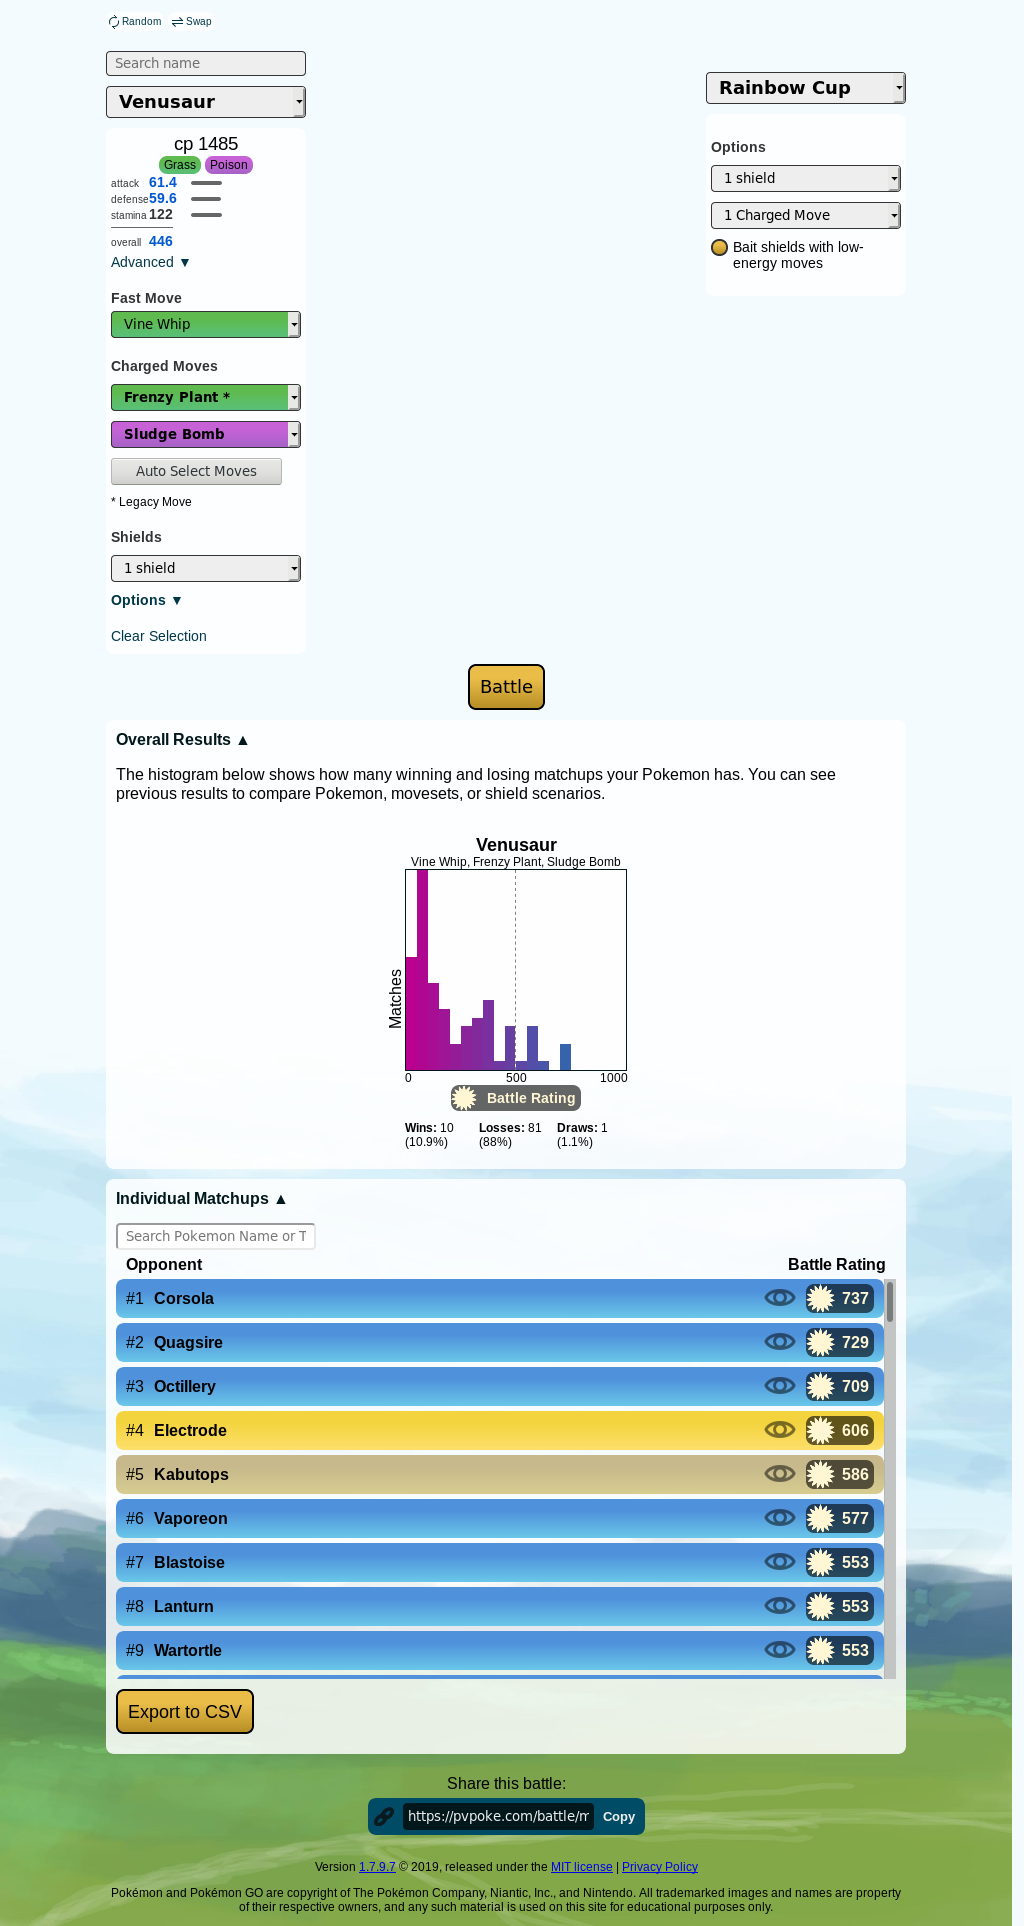 Random Swap
Search name
Venusaur
Rainbow Cup
cp 1485
Grass Poison
attack 61.4
defense 59.6
stamina 122
overall 446
Advanced ▼
Fast Move
Vine Whip
Charged Moves
Frenzy Plant *
Sludge Bomb
Auto Select Moves
* Legacy Move
Shields
1 shield
Options ▼
Clear Selection
Options
1 shield
1 Charged Move
Bait shields with low-
energy moves
Battle
Overall Results ▲
The histogram below shows how many winning and losing matchups your Pokemon has. You can see
previous results to compare Pokemon, movesets, or shield scenarios.
Venusaur
Vine Whip, Frenzy Plant, Sludge Bomb
Matches
0 500 1000
Battle Rating
Wins: 10 Losses: 81 Draws: 1
(10.9%) (88%) (1.1%)
Individual Matchups ▲
Search Pokemon Name or T
Opponent Battle Rating
#1 Corsola 737
#2 Quagsire 729
#3 Octillery 709
#4 Electrode 606
#5 Kabutops 586
#6 Vaporeon 577
#7 Blastoise 553
#8 Lanturn 553
#9 Wartortle 553
Export to CSV
Share this battle:
https://pvpoke.com/battle/m Copy
Version 1.7.9.7 © 2019, released under the MIT license | Privacy Policy
Pokémon and Pokémon GO are copyright of The Pokémon Company, Niantic, Inc., and Nintendo. All trademarked images and names are property
of their respective owners, and any such material is used on this site for educational purposes only.